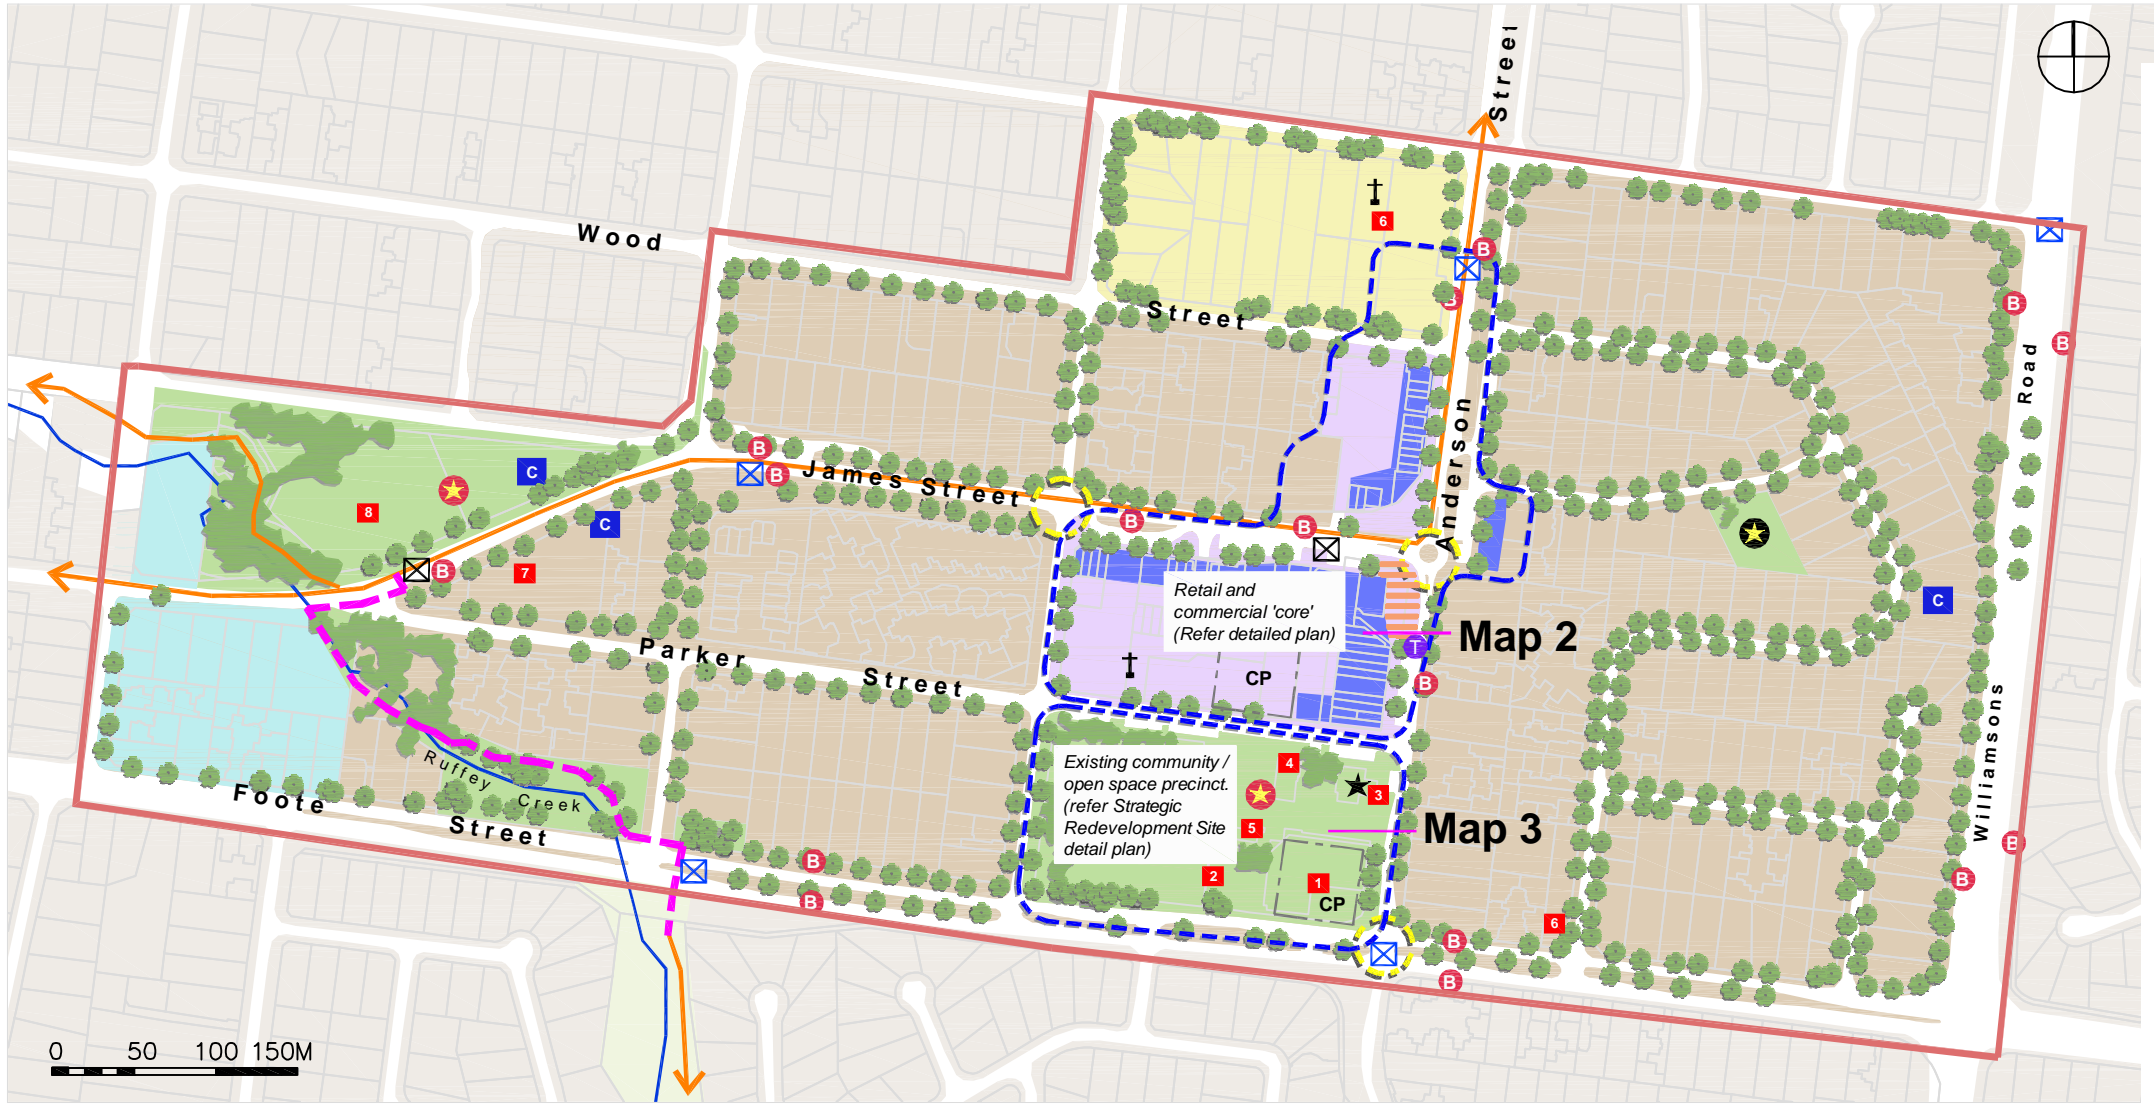 Street
Wood
6
B
B
Street
B
B
Road
Anderson
B
B
C
8
James Street
C
B
B
B
7
C
Retail and
commercial 'core'
(Refer detailed plan)
Map 2
T
Parker
Street
CP
B
Ruffey
Creek
Existing community /
open space precinct.
(refer Strategic
Redevelopment Site
detail plan)
4
3
5
Map 3
2
1
CP
Williamsons
B
B
Foote
Street
B
B
6
B
B
0 50 100 150M